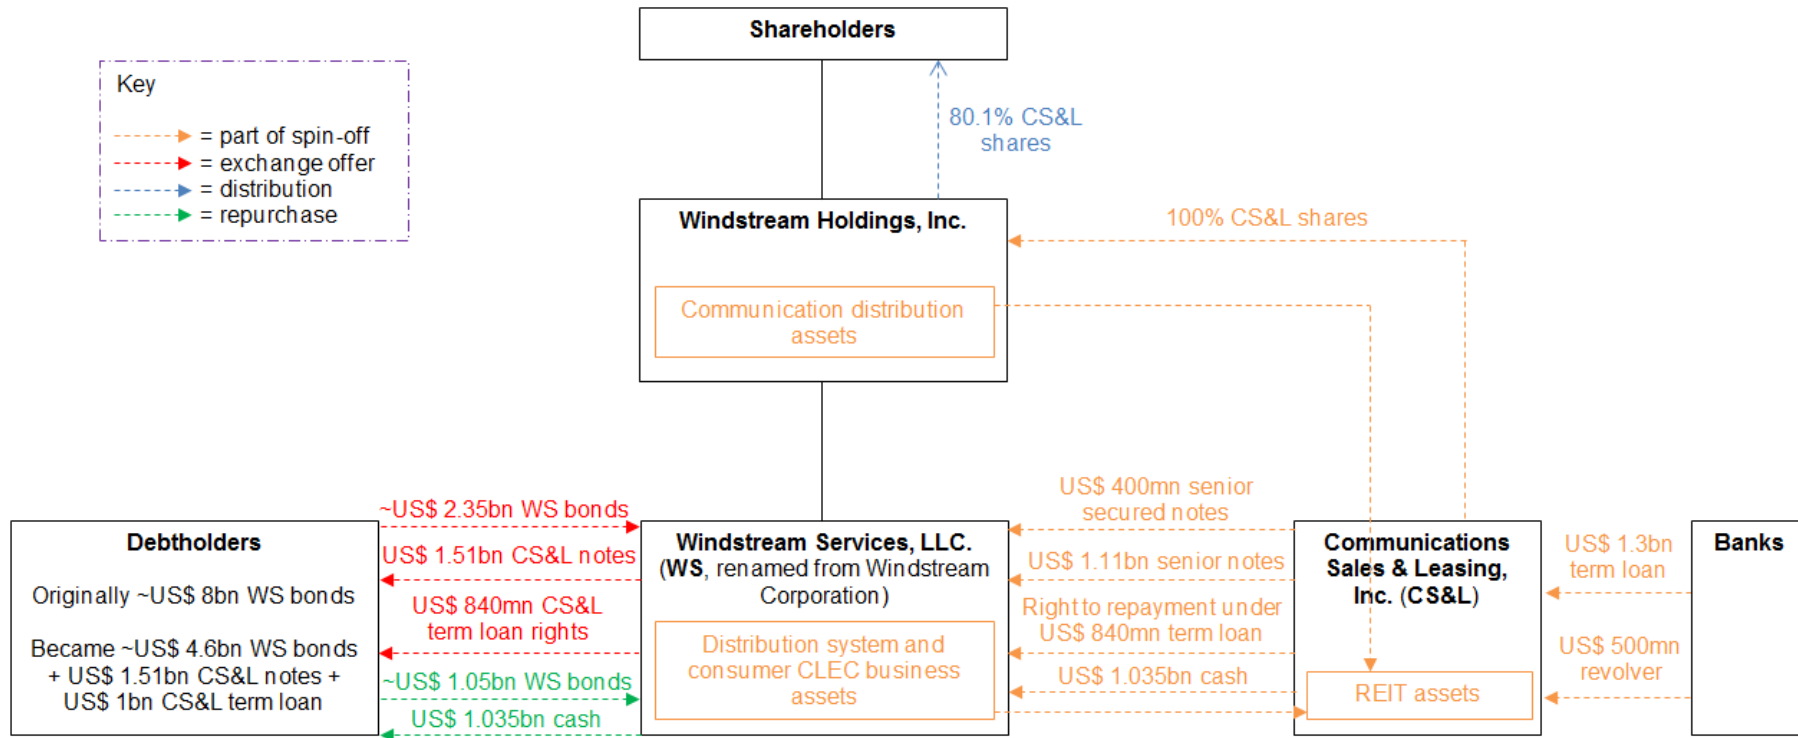 Shareholders
Key
= part of spin-off
= exchange offer
= distribution
= repurchase
80.1% CS&L
shares
Windstream Holdings, Inc.
100% CS&L shares
Communication distribution
assets
~US$ 2.35bn WS bonds
US$ 1.51bn CS&L notes
US$ 840mn CS&L
term loan rights
~US$ 1.05bn WS bonds
US$ 1.035bn cash
Debtholders
Originally ~US$ 8bn WS bonds
Became ~US$ 4.6bn WS bonds
+ US$ 1.51bn CS&L notes +
US$ 1bn CS&L term loan
Windstream Services, LLC.
(WS, renamed from Windstream
Corporation)
Distribution system and
consumer CLEC business
assets
US$ 400mn senior
secured notes
US$ 1.11bn senior notes
Right to repayment under
US$ 840mn term loan
US$ 1.035bn cash
Communications
Sales & Leasing,
Inc. (CS&L)
REIT assets
US$ 1.3bn
term loan
US$ 500mn
revolver
Banks